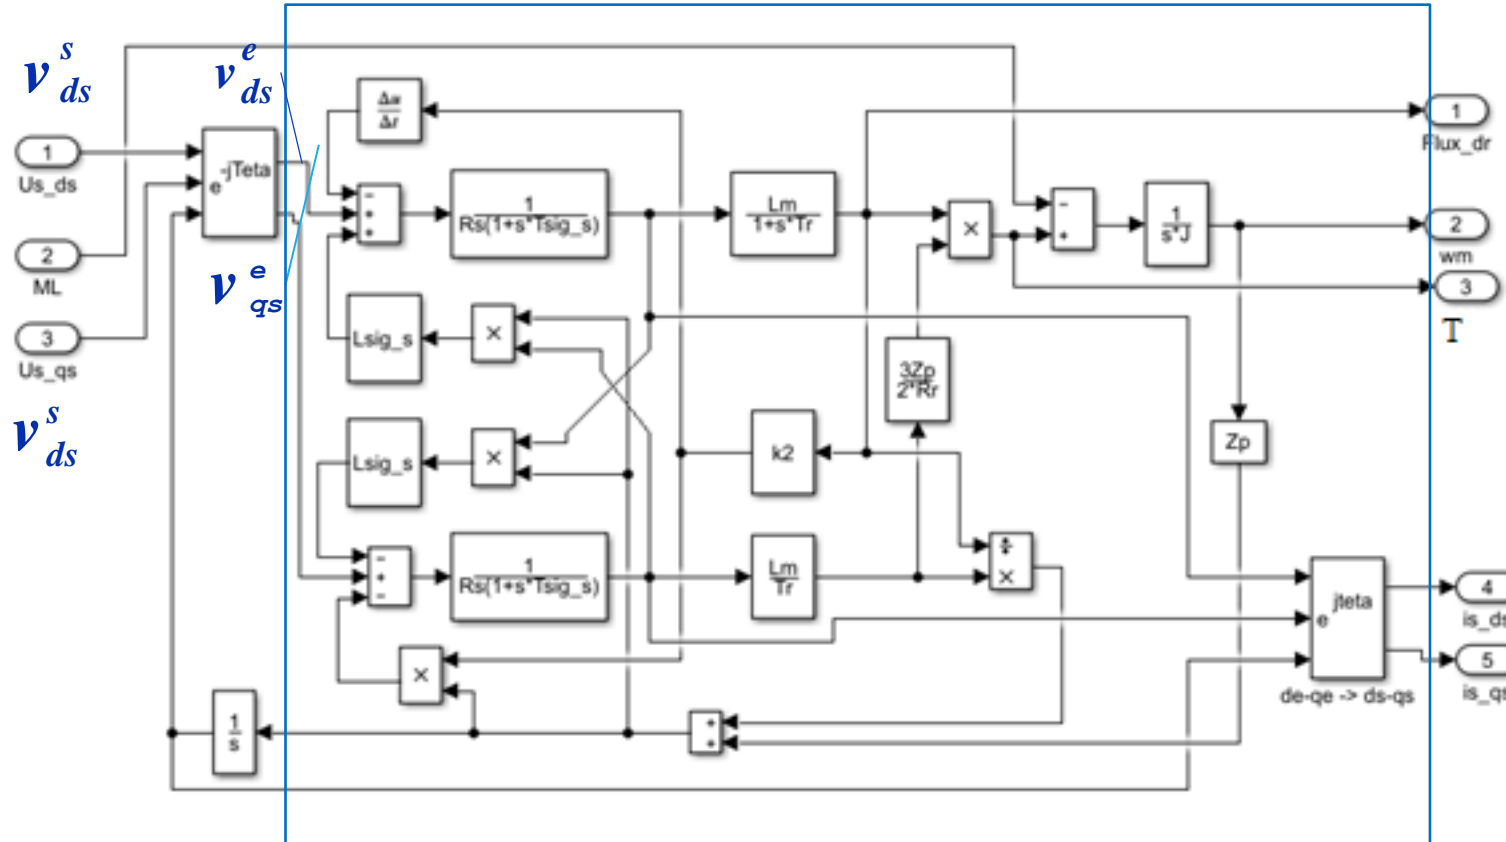 v s ds
v e ds
1
Us_ds
2
ML
3
Us_qs
v s ds
v e qs
e -jTeta
Δu
Δr
-
+
+
1
Rs(1+s*Tsig_s)
Lm
1+s*Tr
×
-
+
1
s*J
1
Flux_dr
2
wm
3
T
Lsig_s
×
3Zp
2*Rr
Lsig_s
×
k2
Zp
-
+
-
1
Rs(1+s*Tsig_s)
Lm
Tr
÷
×
e jteta
de-qe -> ds-qs
4
is_ds
5
is_qs
×
1
s
+
+